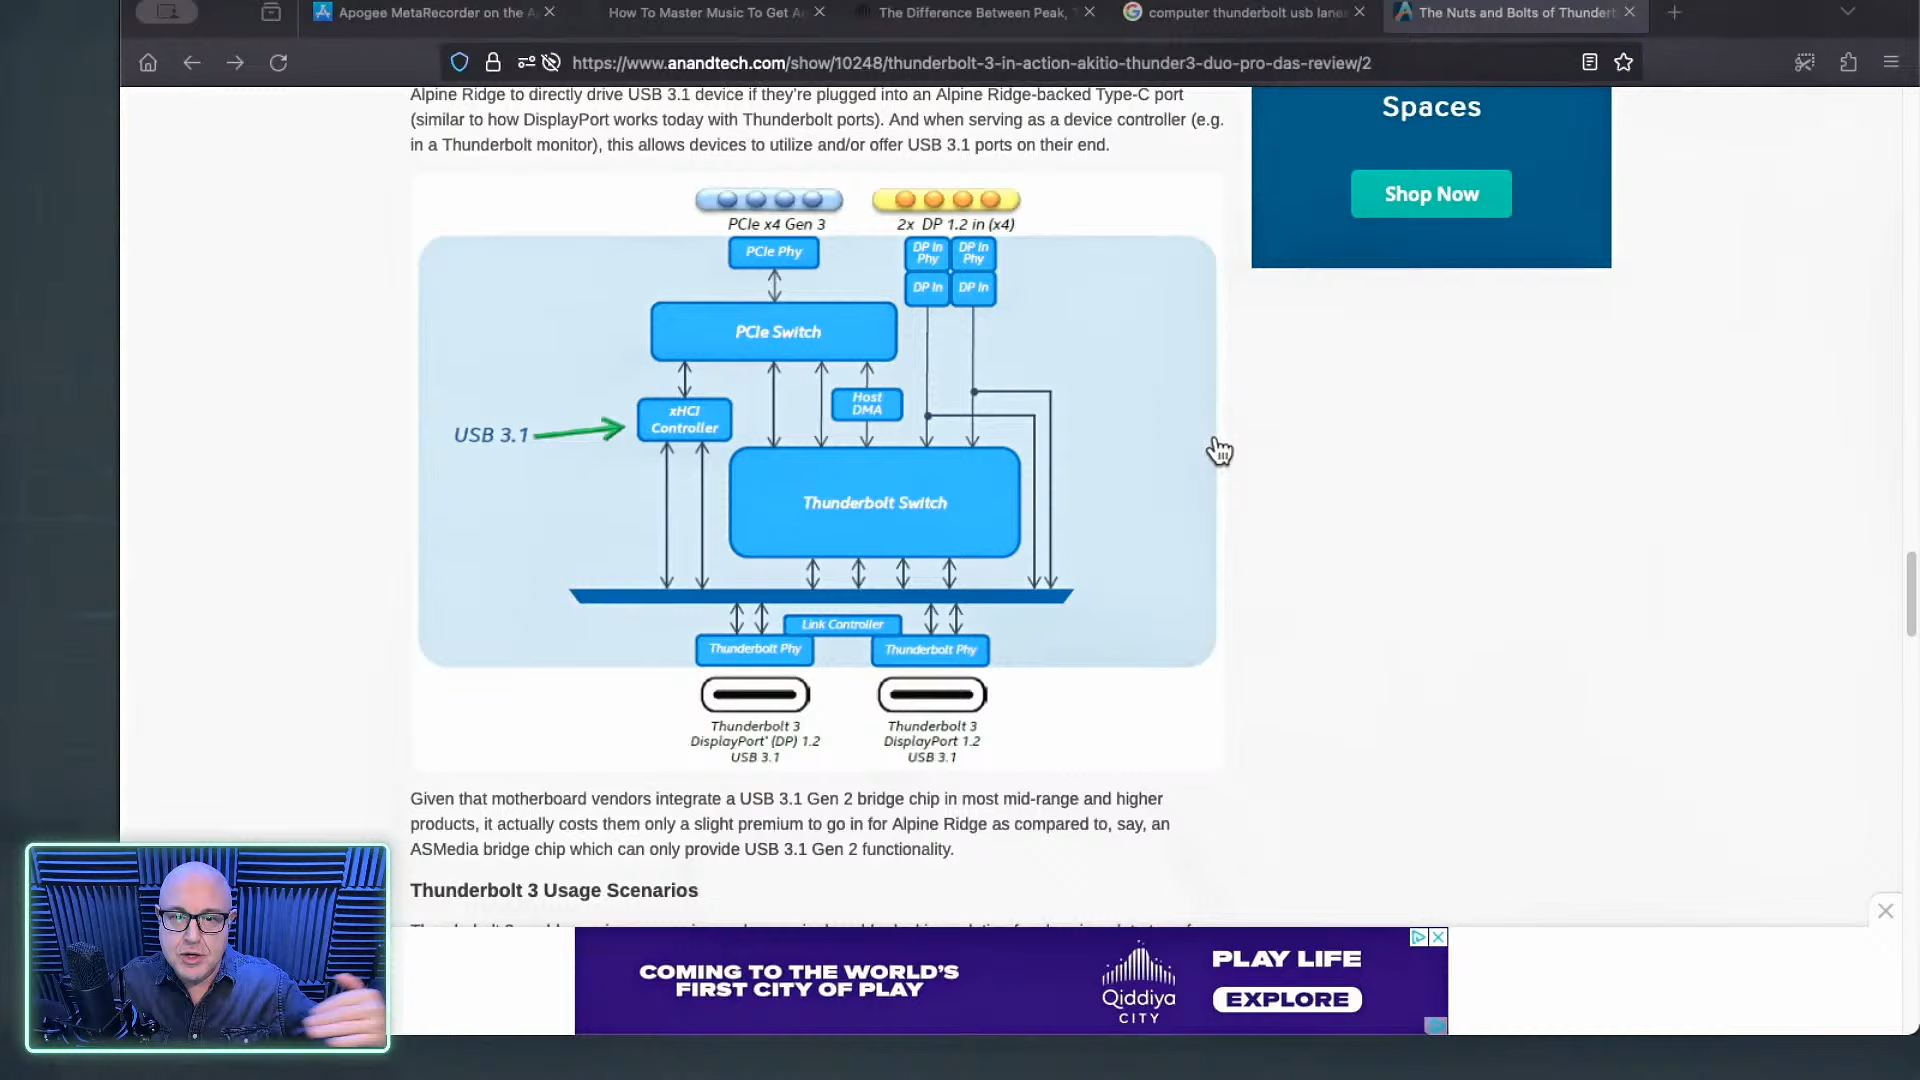 Apogee MetaRecorder on the A
How To Master Music To Get A
The Difference Between Peak,
computer thunderbolt usb lane
The Nuts and Bolts of Thundert
https://www.anandtech.com/show/10248/thunderbolt-3-in-action-akitio-thunder3-duo-pro-das-review/2
Alpine Ridge to directly drive USB 3.1 device if they're plugged into an Alpine Ridge-backed Type-C port
(similar to how DisplayPort works today with Thunderbolt ports). And when serving as a device controller (e.g.
in a Thunderbolt monitor), this allows devices to utilize and/or offer USB 3.1 ports on their end.
Spaces
Shop Now
PCIe x4 Gen 3
2x DP 1.2 in (x4)
PCIe Phy
DP In
Phy
DP In
Phy
DP In
DP In
PCIe Switch
Host
DMA
xHCI
Controller
USB 3.1
Thunderbolt Switch
Link Controller
Thunderbolt Phy
Thunderbolt Phy
Thunderbolt 3
DisplayPort' (DP) 1.2
USB 3.1
Thunderbolt 3
DisplayPort 1.2
USB 3.1
Given that motherboard vendors integrate a USB 3.1 Gen 2 bridge chip in most mid-range and higher
products, it actually costs them only a slight premium to go in for Alpine Ridge as compared to, say, an
ASMedia bridge chip which can only provide USB 3.1 Gen 2 functionality.
Thunderbolt 3 Usage Scenarios
COMING TO THE WORLD'S
FIRST CITY OF PLAY
Qiddiya
CITY
PLAY LIFE
EXPLORE